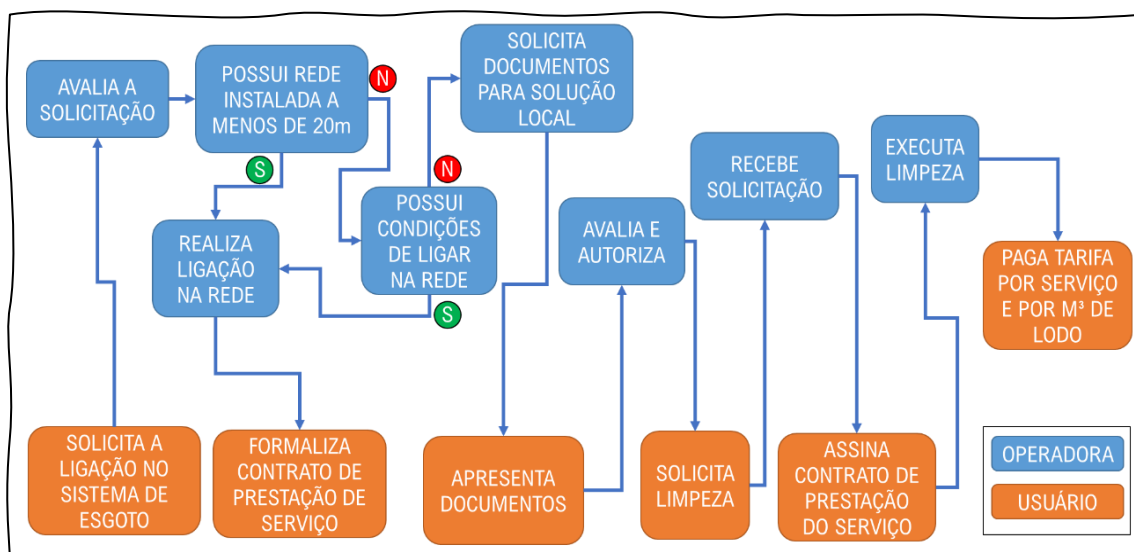 AVALIA A
SOLICITAÇÃO
POSSUI REDE
INSTALADA A
MENOS DE 20m
N
S
SOLICITA
DOCUMENTOS
PARA SOLUÇÃO
LOCAL
N
POSSUI
CONDIÇÕES
DE LIGAR
NA REDE
S
REALIZA
LIGAÇÃO
NA REDE
AVALIA E
AUTORIZA
RECEBE
SOLICITAÇÃO
EXECUTA
LIMPEZA
PAGA TARIFA
POR SERVIÇO
E POR M³ DE
LODO
SOLICITA A
LIGAÇÃO NO
SISTEMA DE
ESGOTO
FORMALIZA
CONTRATO DE
PRESTAÇÃO DE
SERVIÇO
APRESENTA
DOCUMENTOS
SOLICITA
LIMPEZA
ASSINA
CONTRATO DE
PRESTAÇÃO
DO SERVIÇO
OPERADORA
USUÁRIO